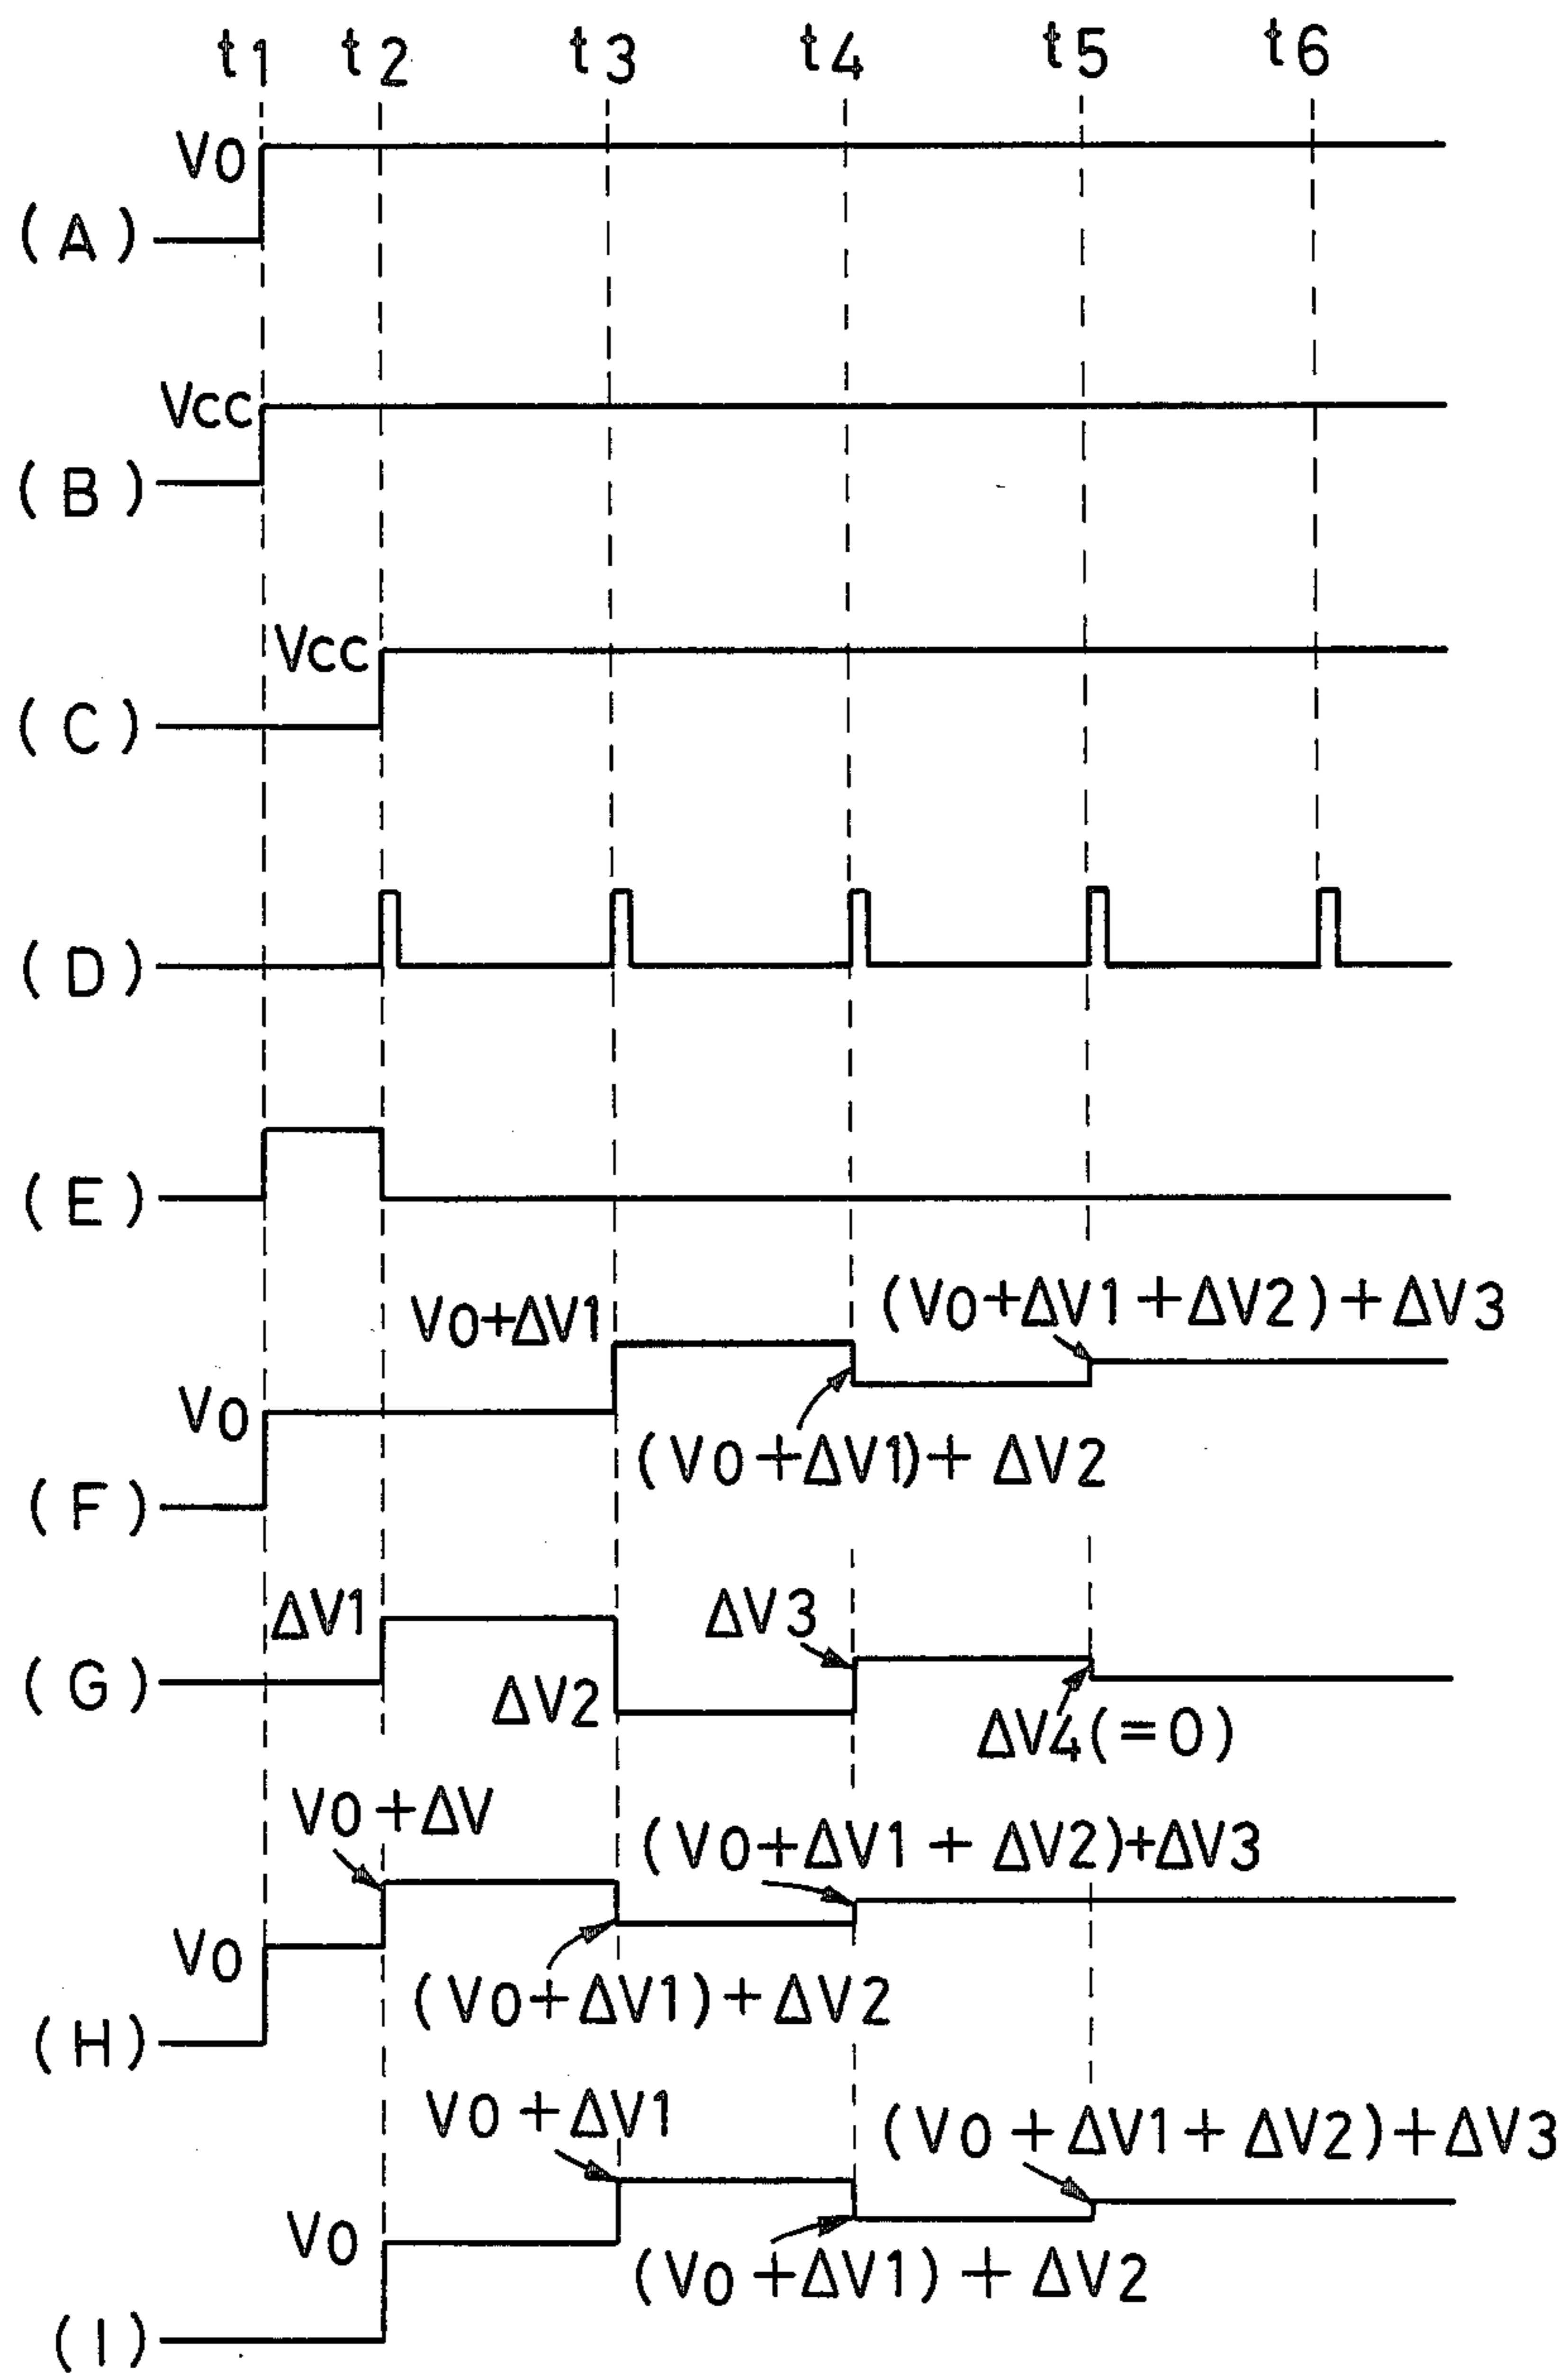 t1 t2 t3 t4 t5 t6
V0
(A)
Vcc
(B)
Vcc
(C)
(D)
(E)
(V0+ΔV1+ΔV2)+ΔV3
V0+ΔV1
V0
(V0+ΔV1)+ΔV2
(F)
ΔV1
ΔV3
(G)
ΔV2
ΔV4(=0)
V0+ΔV
(V0+ΔV1+ΔV2)+ΔV3
V0
(V0+ΔV1)+ΔV2
(H)
V0+ΔV1
(V0+ΔV1+ΔV2)+ΔV3
V0
(V0+ΔV1)+ΔV2
(I)